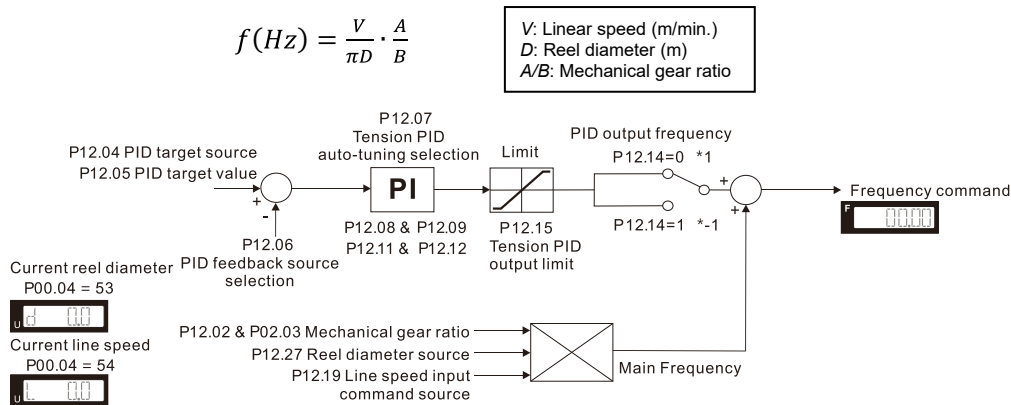 f(Hz) = V/πD · A/B
V: Linear speed (m/min.)
D: Reel diameter (m)
A/B: Mechanical gear ratio
P12.07
Tension PID
auto-tuning selection
P12.04 PID target source
P12.05 PID target value
+
-
PI
P12.08 & P12.09
P12.11 & P12.12
P12.06
PID feedback source
selection
Limit
P12.15
Tension PID
output limit
PID output frequency
P12.14=0 *1
P12.14=1 *-1
+
+
Frequency command
F 00.00
Current reel diameter
P00.04 = 53
U d 0.0
Current line speed
P00.04 = 54
U L 0.0
P12.02 & P02.03 Mechanical gear ratio
P12.27 Reel diameter source
P12.19 Line speed input
command source
Main Frequency